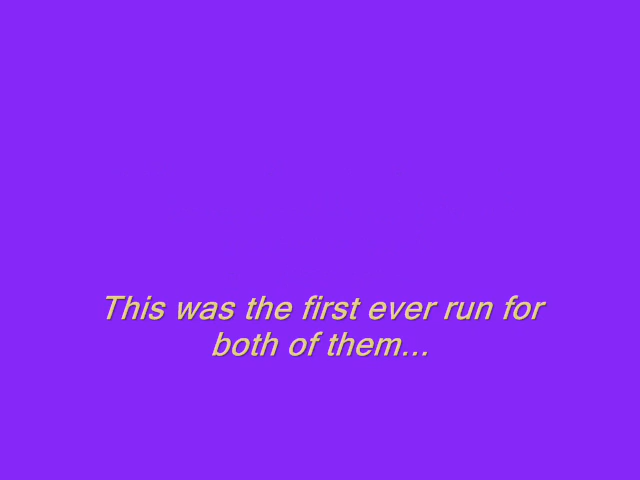 This was the first ever run for
both of them...